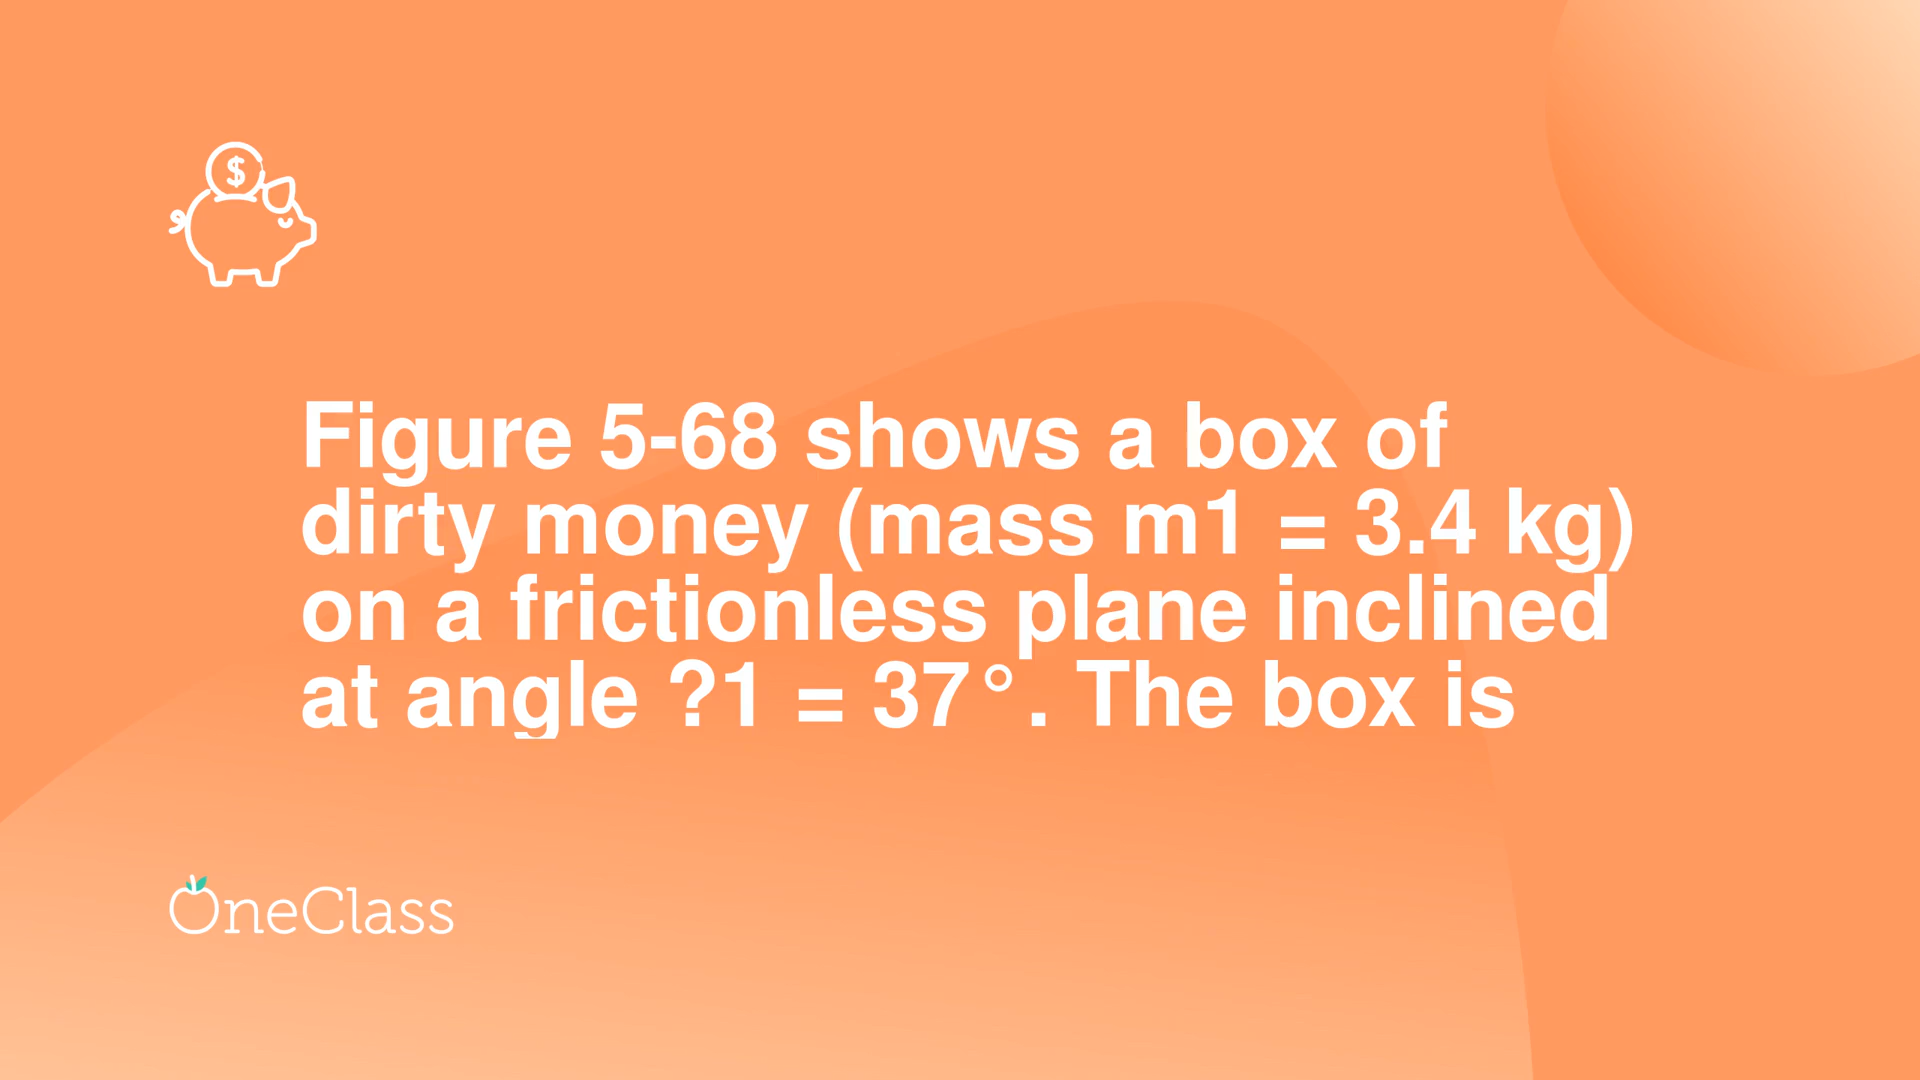 $
Figure 5-68 shows a box of
dirty money (mass m1 = 3.4 kg)
on a frictionless plane inclined
at angle ?1 = 37°. The box is
OneClass